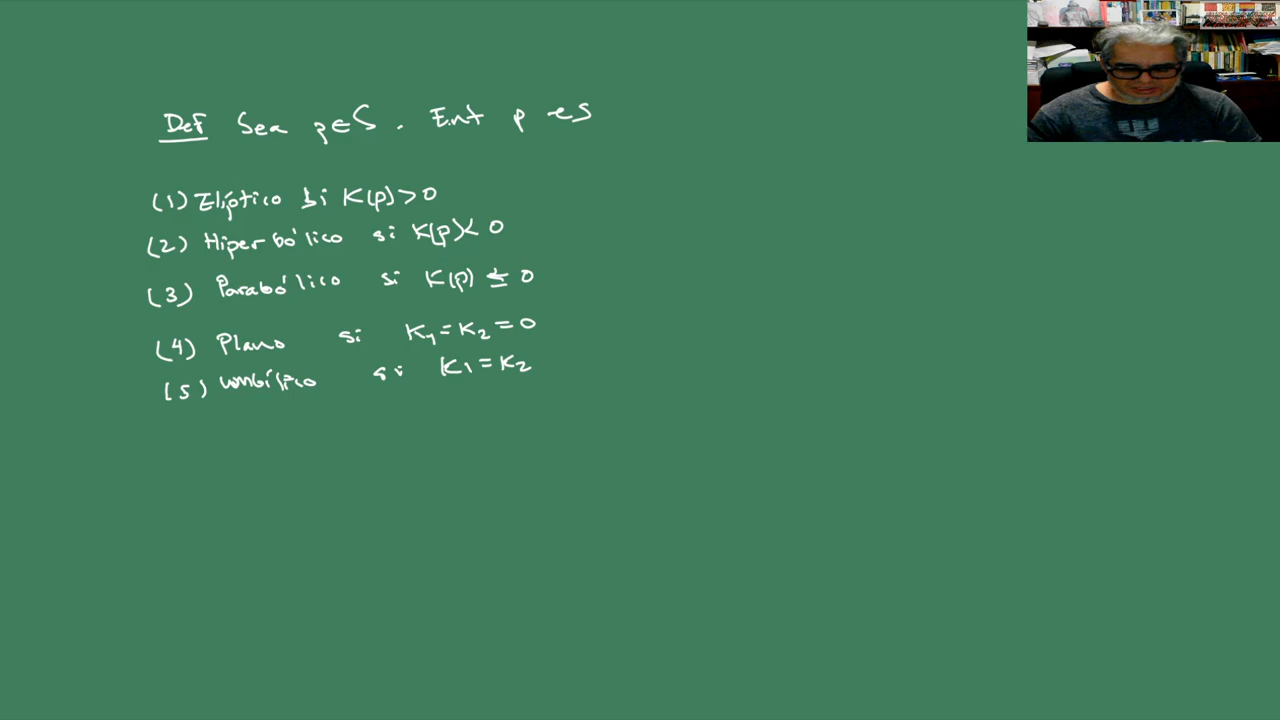 Def Sea p∈S. Ent p es
(1) Elíptico si K(p)>0
(2) Hiperbólico si K(p)<0
(3) Parabólico si K(p) ≤ 0
(4) Plano si K₁=K₂=0
(5) Umbílico si K₁=K₂